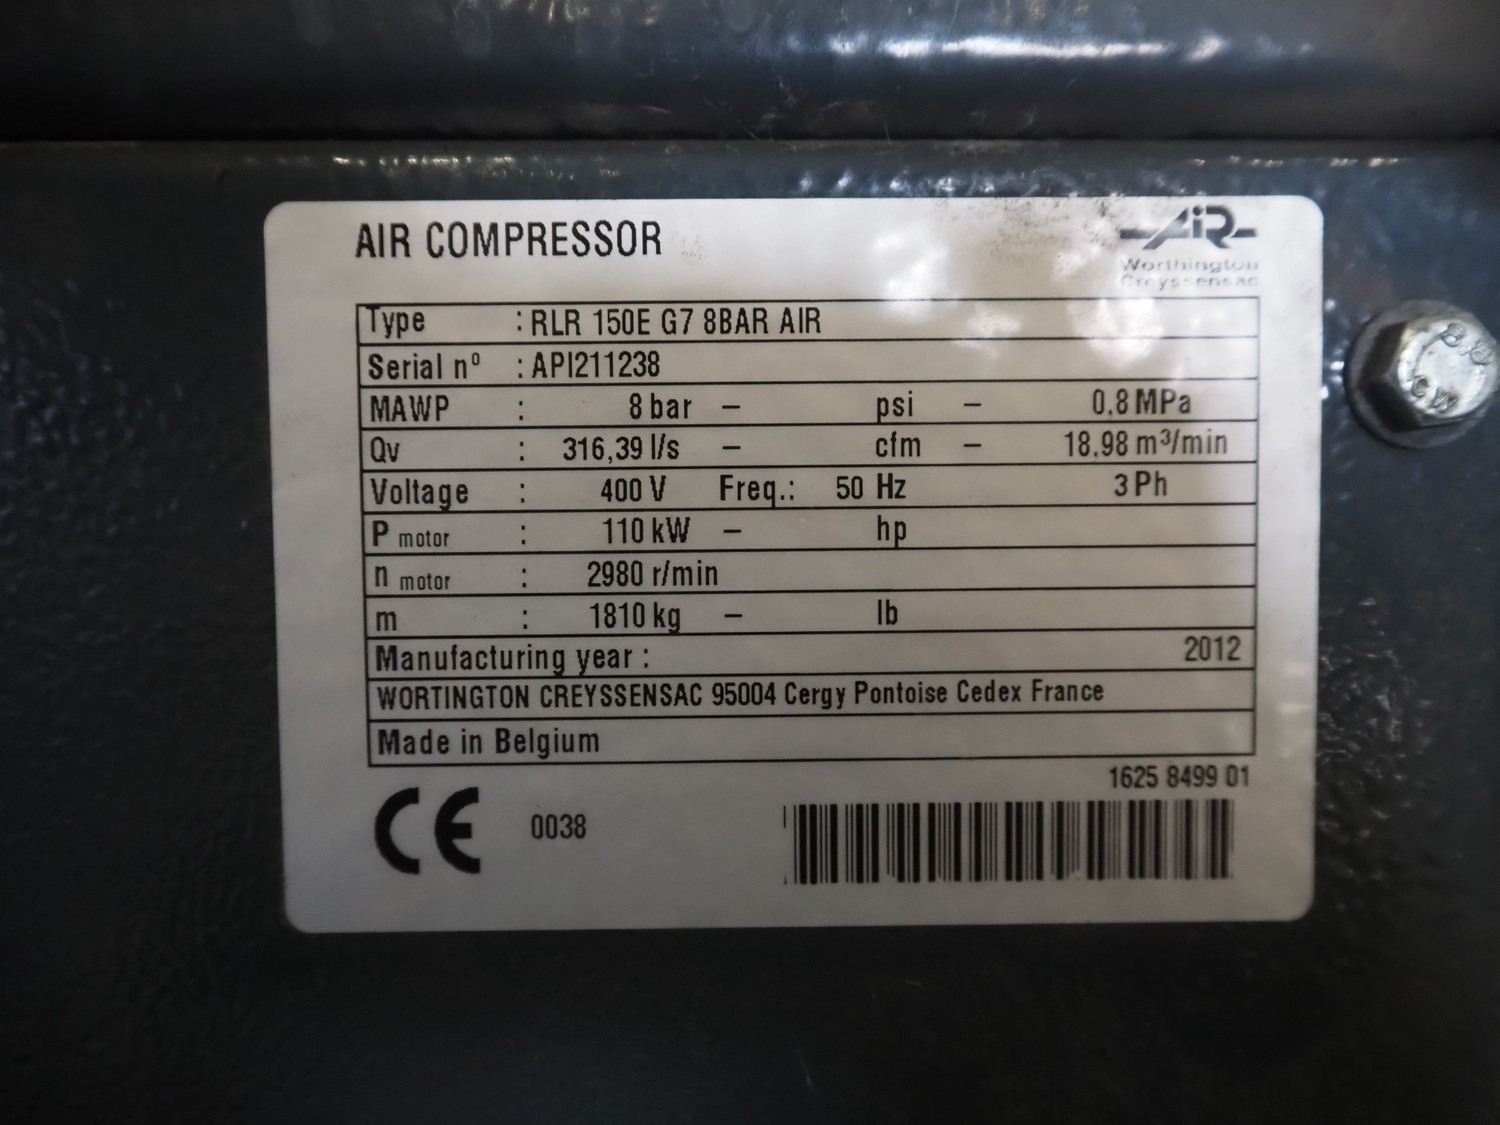 AIR COMPRESSOR
AiR
Worthington
Creyssensac
Type : RLR 150E G7 8BAR AIR
Serial nº : API211238
MAWP : 8 bar – psi – 0.8 MPa
Qv : 316,39 l/s – cfm – 18.98 m³/min
Voltage : 400 V Freq.: 50 Hz 3 Ph
P motor : 110 kW – hp
n motor : 2980 r/min
m : 1810 kg – lb
Manufacturing year : 2012
WORTINGTON CREYSSENSAC 95004 Cergy Pontoise Cedex France
Made in Belgium
1625 8499 01
CE 0038
8.8